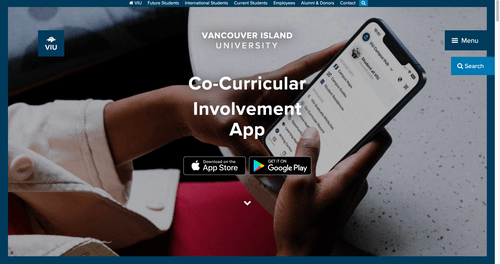 VIU
Future Students
International Students
Current Students
Employees
Alumni & Donors
Contact
VIU
VANCOUVER ISLAND
UNIVERSITY
Menu
Search
Co-Curricular
Involvement
App
Download on the
App Store
GET IT ON
Google Play